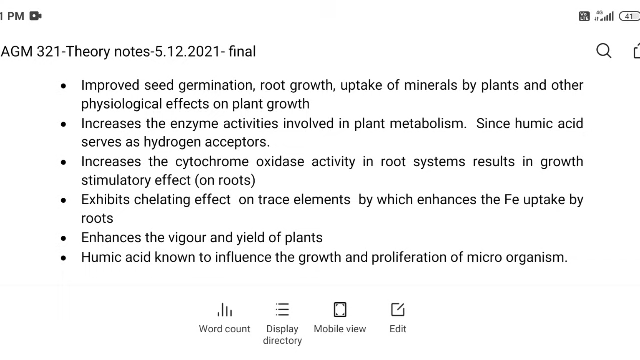 1 PM 4G 41
AGM 321-Theory notes-5.12.2021- final
• Improved seed germination, root growth, uptake of minerals by plants and other
physiological effects on plant growth
• Increases the enzyme activities involved in plant metabolism. Since humic acid
serves as hydrogen acceptors.
• Increases the cytochrome oxidase activity in root systems results in growth
stimulatory effect (on roots)
• Exhibits chelating effect on trace elements by which enhances the Fe uptake by
roots
• Enhances the vigour and yield of plants
• Humic acid known to influence the growth and proliferation of micro organism.
Word count Display Mobile view Edit
directory